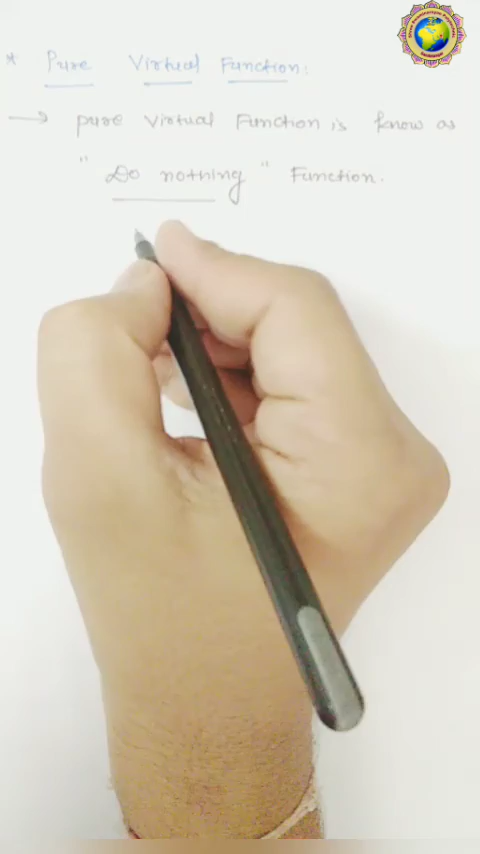 * Pure Virtual Function:
→ pure Virtual Function is know as
" Do nothing " Function.